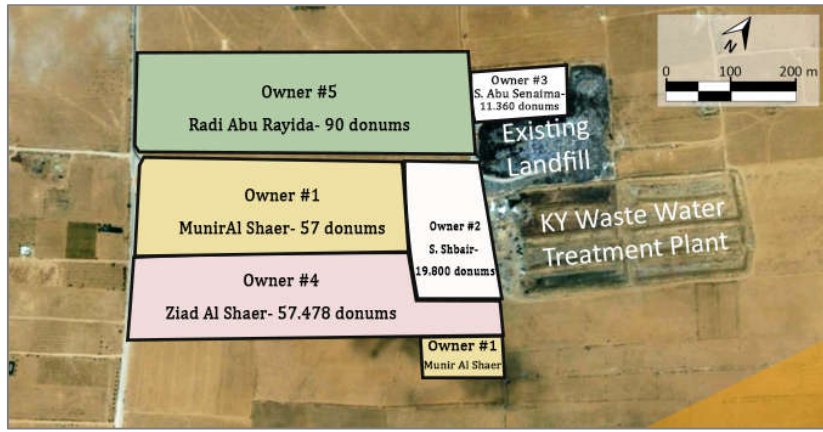 N
0 100 200 m
Owner #5
Radi Abu Rayida- 90 donums
Owner #3
S. Abu Senaima-
11.360 donums
Existing
Landfill
Owner #1
MunirAl Shaer- 57 donums
Owner #2
S. Shbair-
19.800 donums
KY Waste Water
Treatment Plant
Owner #4
Ziad Al Shaer- 57.478 donums
Owner #1
Munir Al Shaer